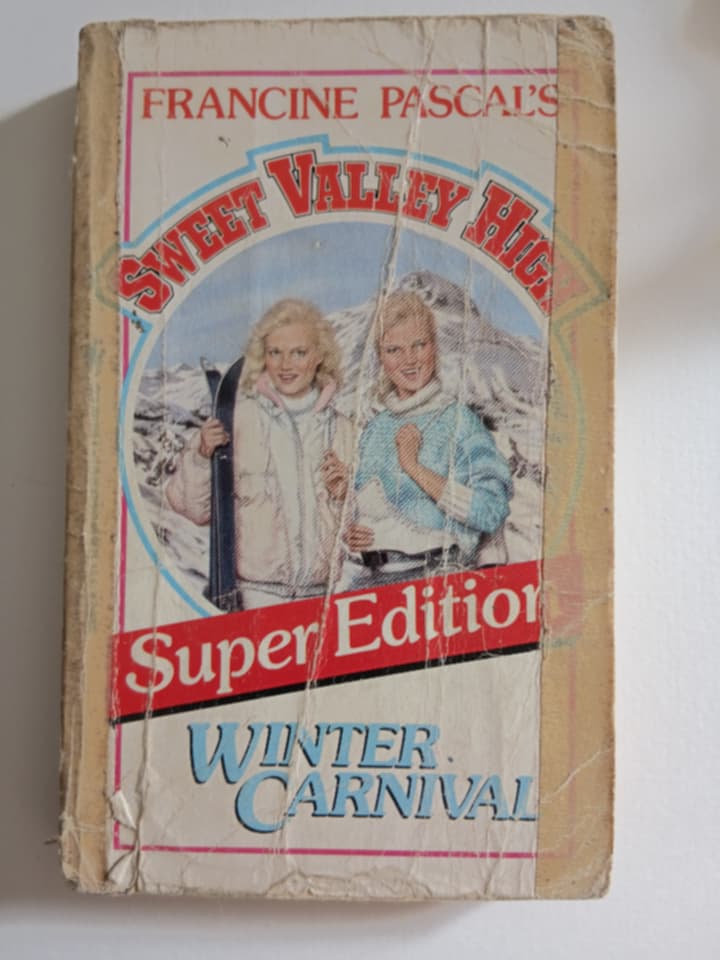 FRANCINE PASCAL'S
SWEET VALLEY HIGH
Super Edition
WINTER
CARNIVAL